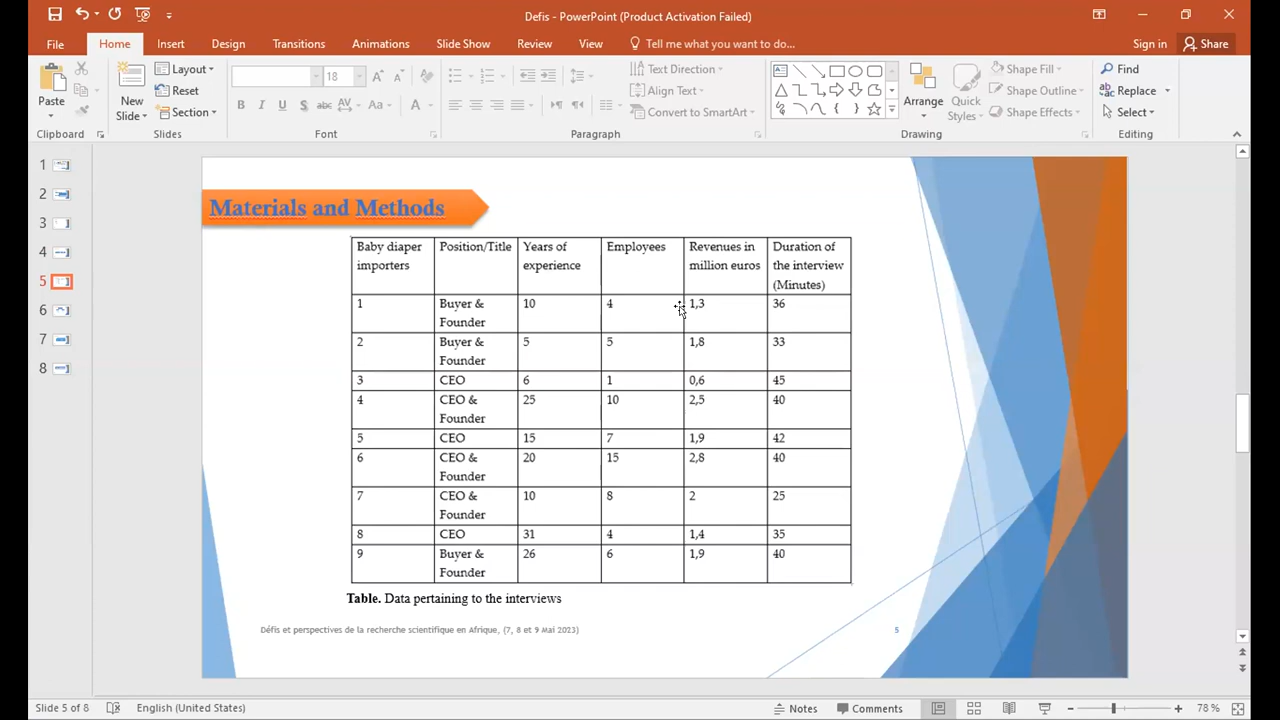 Defis - PowerPoint (Product Activation Failed)
File Home Insert Design Transitions Animations Slide Show Review View Tell me what you want to do... Sign in Share
Paste
Clipboard
New Slide
Layout
Reset
Section
Slides
18
B I U S abc AV Aa A
Font
Text Direction
Align Text
Convert to SmartArt
Paragraph
Arrange
Quick Styles
Shape Fill
Shape Outline
Shape Effects
Drawing
Find
Replace
Select
Editing
1
2
3
4
5
6
7
8
Materials and Methods
Baby diaper importers Position/Title Years of experience Employees Revenues in million euros Duration of the interview (Minutes)
1 Buyer & Founder 10 4 1,3 36
2 Buyer & Founder 5 5 1,8 33
3 CEO 6 1 0,6 45
4 CEO & Founder 25 10 2,5 40
5 CEO 15 7 1,9 42
6 CEO & Founder 20 15 2,8 40
7 CEO & Founder 10 8 2 25
8 CEO 31 4 1,4 35
9 Buyer & Founder 26 6 1,9 40
Table. Data pertaining to the interviews
Défis et perspectives de la recherche scientifique en Afrique, (7, 8 et 9 Mai 2023)
5
Slide 5 of 8 English (United States) Notes Comments 78 %